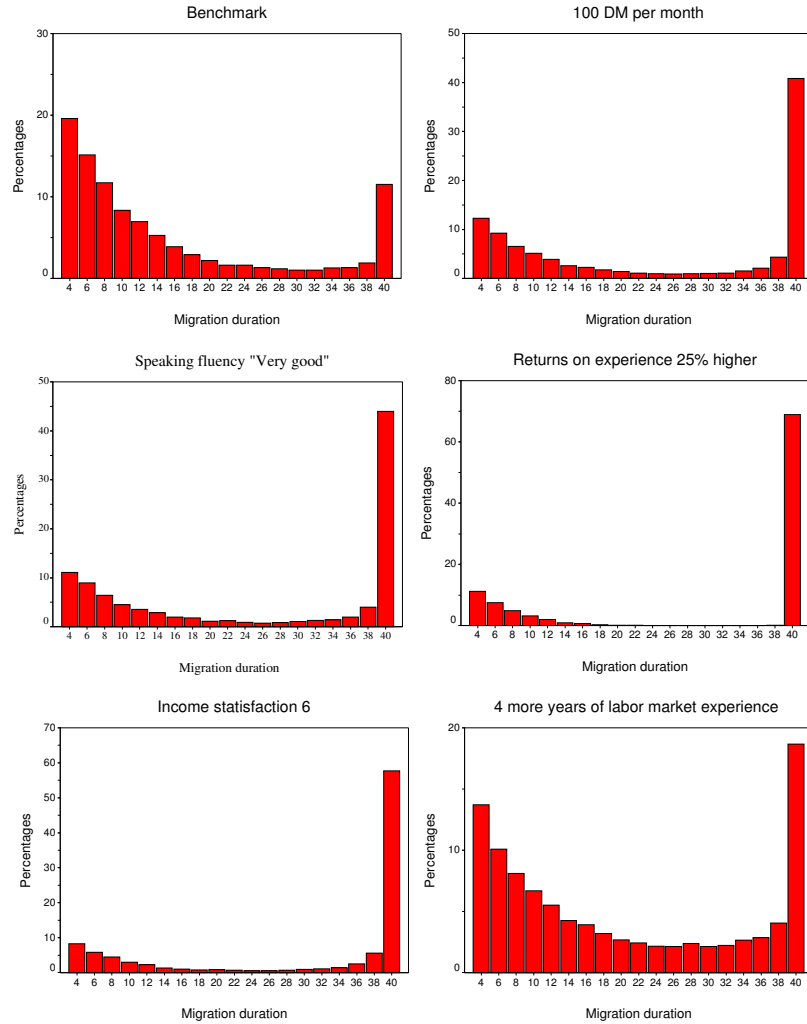 Benchmark
Percentages
30
20
10
0
4 6 8 10 12 14 16 18 20 22 24 26 28 30 32 34 36 38 40
Migration duration
100 DM per month
Percentages
50
40
30
20
10
0
4 6 8 10 12 14 16 18 20 22 24 26 28 30 32 34 36 38 40
Migration duration
Speaking fluency "Very good"
Percentages
50
40
30
20
10
0
4 6 8 10 12 14 16 18 20 22 24 26 28 30 32 34 36 38 40
Migration duration
Returns on experience 25% higher
Percentages
80
60
40
20
0
4 6 8 10 12 14 16 18 20 22 24 26 28 30 32 34 36 38 40
Migration duration
Income statisfaction 6
Percentages
70
60
50
40
30
20
10
0
4 6 8 10 12 14 16 18 20 22 24 26 28 30 32 34 36 38 40
Migration duration
4 more years of labor market experience
Percentages
20
10
0
4 6 8 10 12 14 16 18 20 22 24 26 28 30 32 34 36 38 40
Migration duration